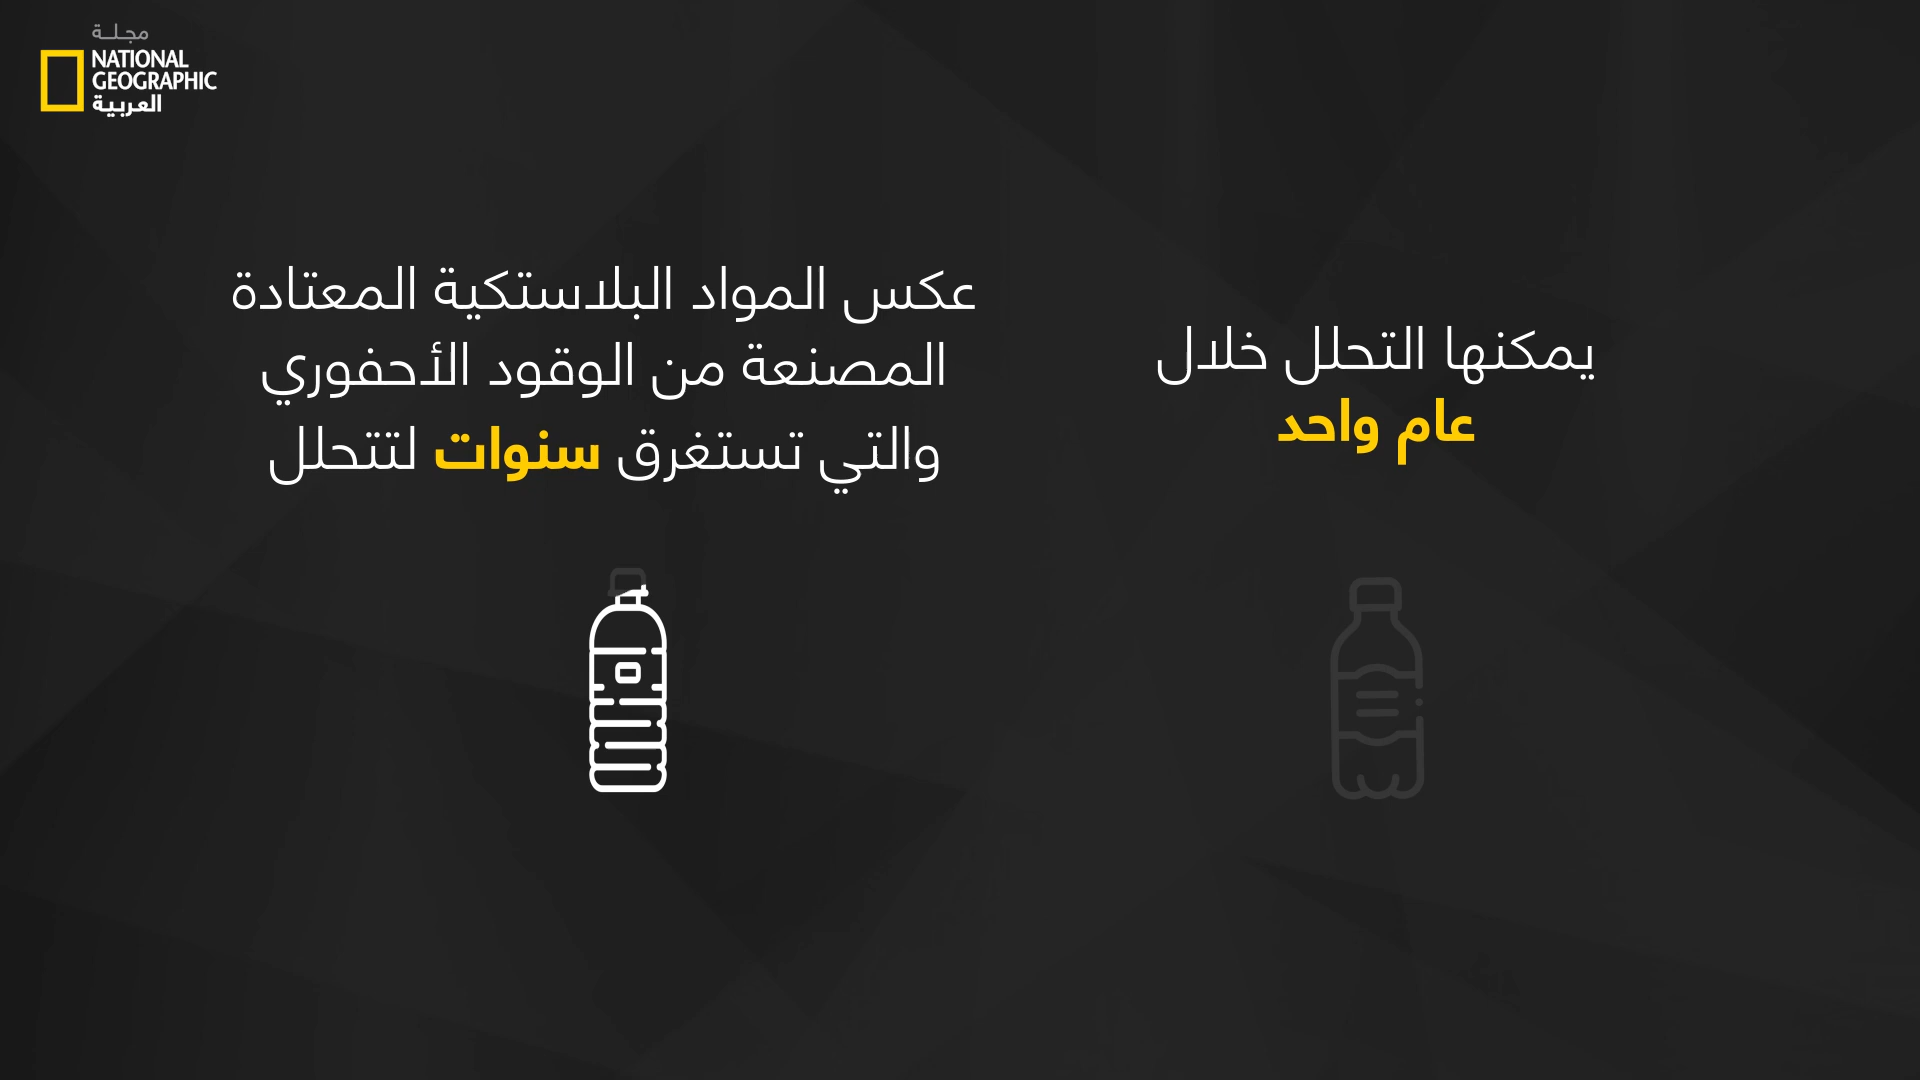 مجلة
NATIONAL
GEOGRAPHIC
العربية
يمكنها التحلل خلال
عام واحد
عكس المواد البلاستكية المعتادة
المصنعة من الوقود الأحفوري
والتي تستغرق سنوات لتتحلل